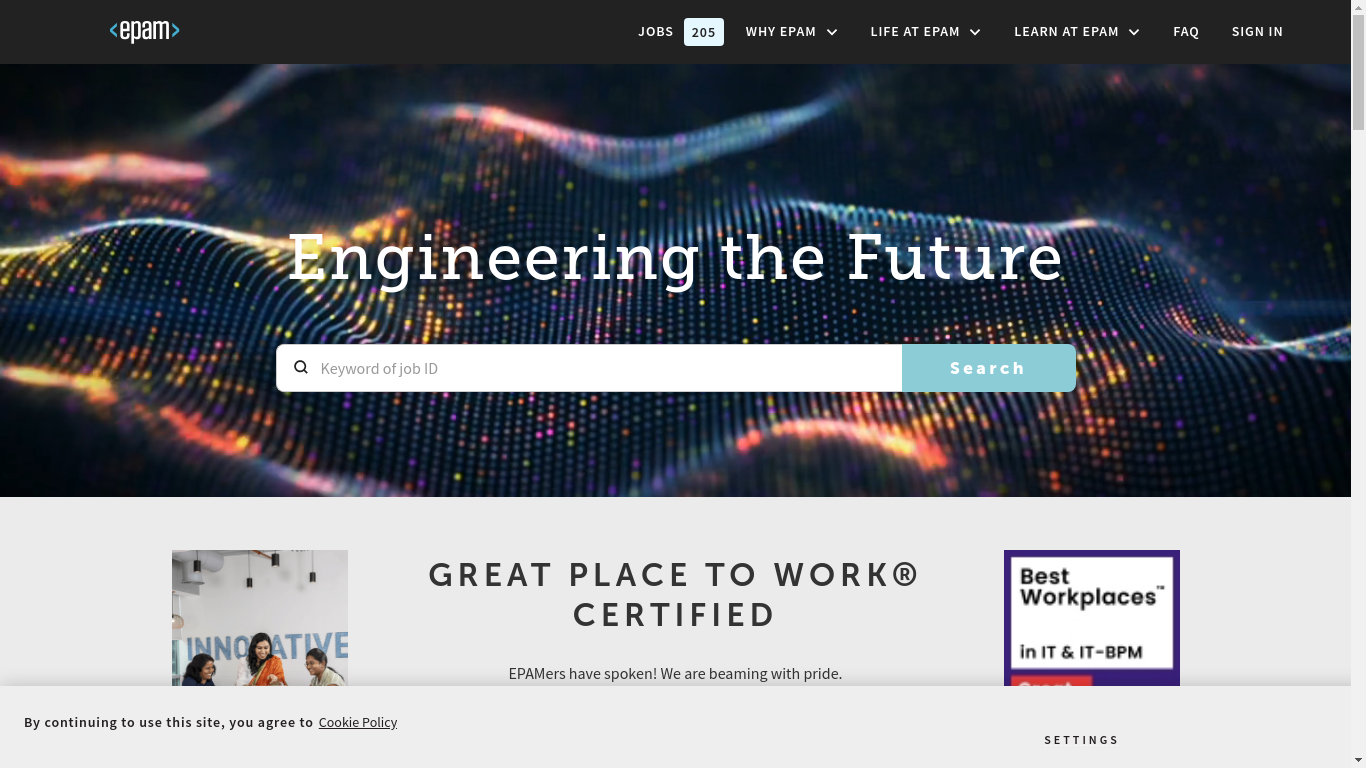 <epam>
JOBS 205 WHY EPAM LIFE AT EPAM LEARN AT EPAM FAQ SIGN IN
Engineering the Future
Keyword of job ID Search
INNOVATIVE
GREAT PLACE TO WORK®
CERTIFIED
EPAMers have spoken! We are beaming with pride.
Best
Workplaces™
in IT & IT-BPM
Great
By continuing to use this site, you agree to Cookie Policy
SETTINGS